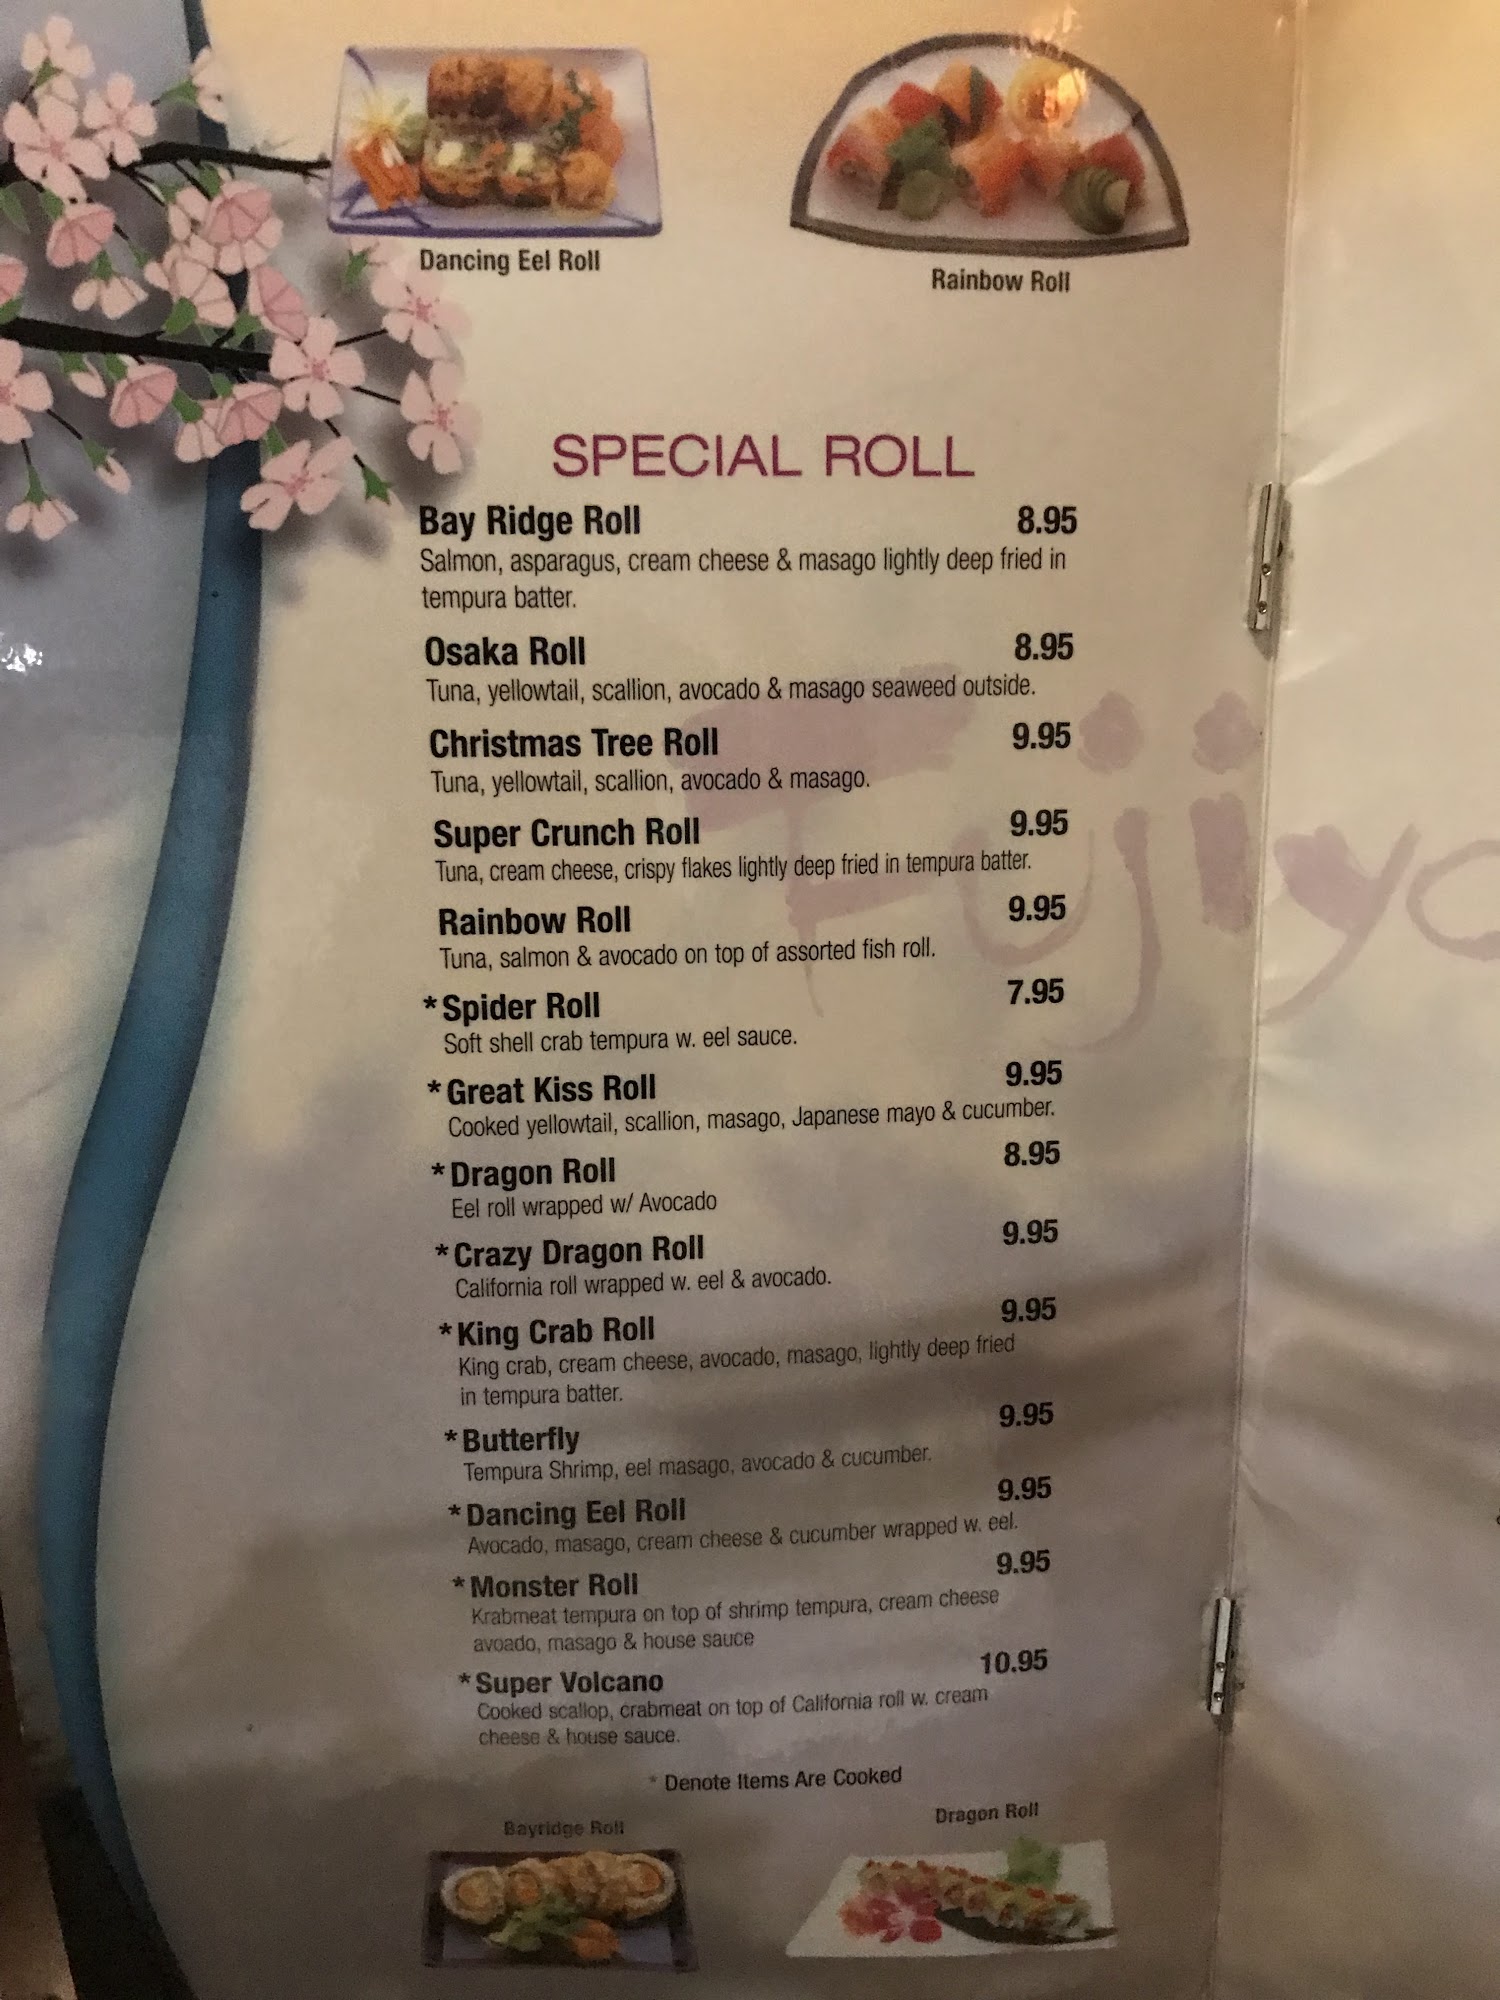 Dancing Eel Roll
Rainbow Roll
SPECIAL ROLL
Bay Ridge Roll 8.95
Salmon, asparagus, cream cheese & masago lightly deep fried in
tempura batter.
Osaka Roll 8.95
Tuna, yellowtail, scallion, avocado & masago seaweed outside.
Christmas Tree Roll 9.95
Tuna, yellowtail, scallion, avocado & masago.
Super Crunch Roll 9.95
Tuna, cream cheese, crispy flakes lightly deep fried in tempura batter.
Rainbow Roll 9.95
Tuna, salmon & avocado on top of assorted fish roll.
*Spider Roll 7.95
Soft shell crab tempura w. eel sauce.
*Great Kiss Roll 9.95
Cooked yellowtail, scallion, masago, Japanese mayo & cucumber.
*Dragon Roll 8.95
Eel roll wrapped w/ Avocado
*Crazy Dragon Roll 9.95
California roll wrapped w. eel & avocado.
*King Crab Roll 9.95
King crab, cream cheese, avocado, masago, lightly deep fried
in tempura batter.
*Butterfly 9.95
Tempura Shrimp, eel masago, avocado & cucumber.
*Dancing Eel Roll 9.95
Avocado, masago, cream cheese & cucumber wrapped w. eel.
*Monster Roll 9.95
Krabmeat tempura on top of shrimp tempura, cream cheese
avoado, masago & house sauce
*Super Volcano 10.95
Cooked scallop, crabmeat on top of California roll w. cream
cheese & house sauce.
* Denote Items Are Cooked
Bayridge Roll
Dragon Roll